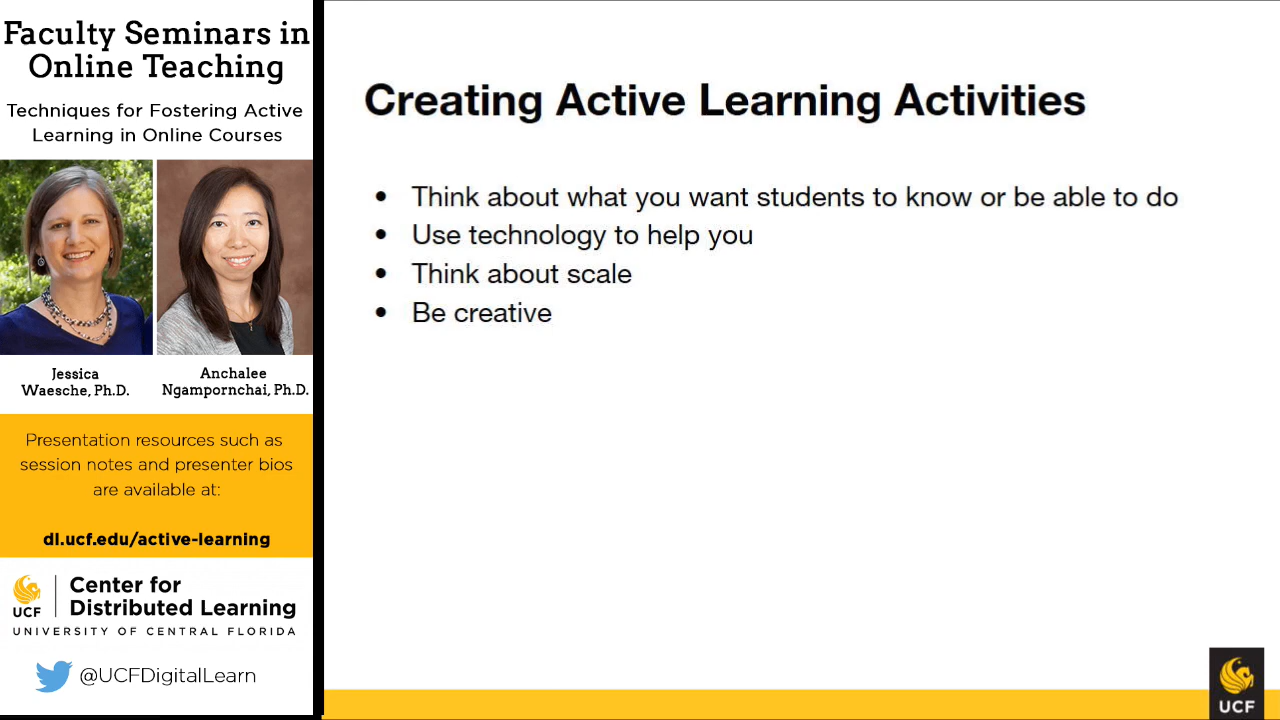 Faculty Seminars in
Online Teaching
Techniques for Fostering Active
Learning in Online Courses
Jessica
Waesche, Ph.D.
Anchalee
Ngampornchai, Ph.D.
Presentation resources such as
session notes and presenter bios
are available at:
dl.ucf.edu/active-learning
UCF
Center for
Distributed Learning
UNIVERSITY OF CENTRAL FLORIDA
@UCFDigitalLearn
Creating Active Learning Activities
• Think about what you want students to know or be able to do
• Use technology to help you
• Think about scale
• Be creative
UCF